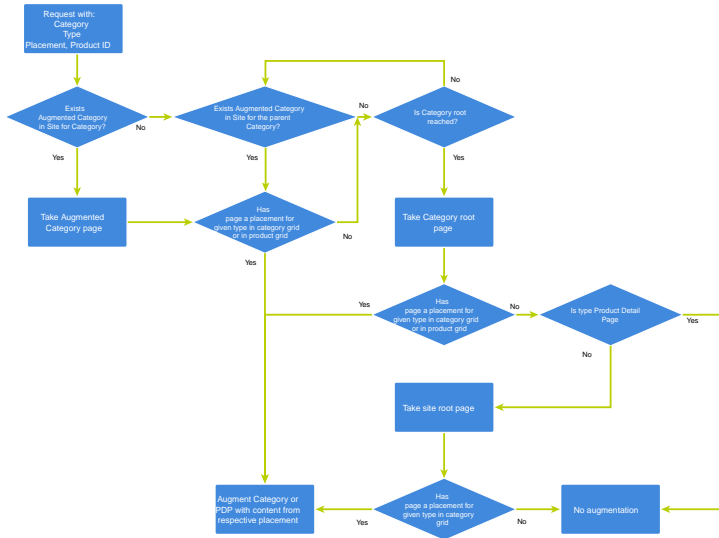 Request with:
Category
Type
Placement, Product ID
Exists
Augmented Category
in Site for Category?
No
Yes
Exists Augmented Category
in Site for the parent
Category?
No
Yes
Is Category root
reached?
No
Yes
Take Augmented
Category page
Has
page a placement for
given type in category grid
or in product grid
No
Yes
Take Category root
page
Has
page a placement for
given type in category grid
or in product grid
Yes
No
Is type Product Detail
Page
Yes
No
Take site root page
Augment Category or
PDP with content from
respective placement
Yes
Has
page a placement for
given type in category
grid
No
No augmentation